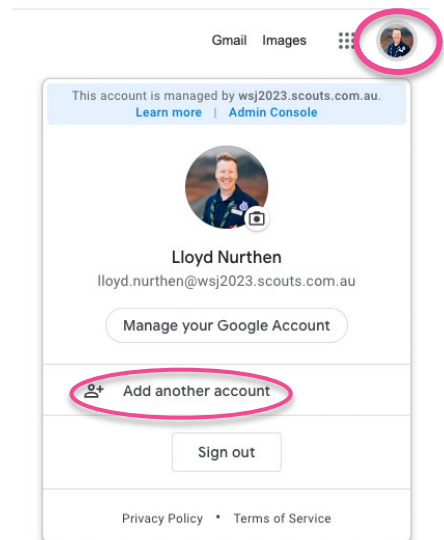 Gmail Images
This account is managed by wsj2023.scouts.com.au.
Learn more | Admin Console
Lloyd Nurthen
lloyd.nurthen@wsj2023.scouts.com.au
Manage your Google Account
Add another account
Sign out
Privacy Policy • Terms of Service